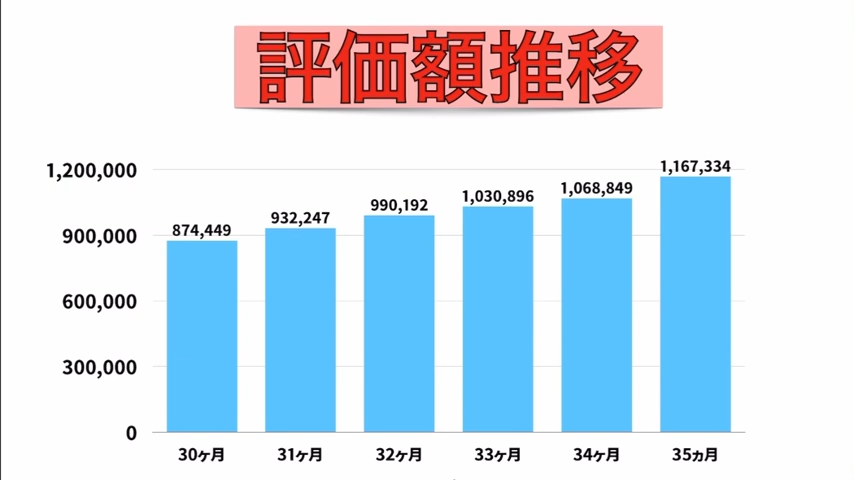 評価額推移
1,200,000
900,000
600,000
300,000
0
874,449
932,247
990,192
1,030,896
1,068,849
1,167,334
30ヶ月
31ヶ月
32ヶ月
33ヶ月
34ヶ月
35ヵ月